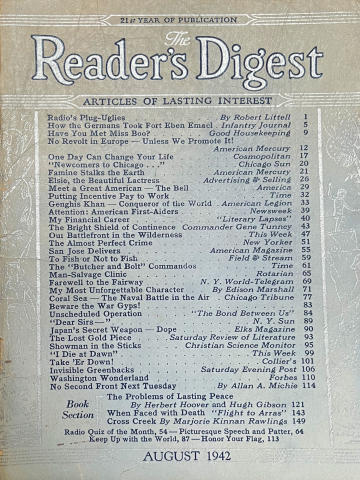 21st YEAR OF PUBLICATION
The
Reader's Digest
ARTICLES OF LASTING INTEREST
Radio's Plug-Uglies By Robert Littell 1
How the Germans Took Fort Eben Emael Infantry Journal 5
Have You Met Miss Boo? Good Housekeeping 9
No Revolt in Europe — Unless We Promote It!
American Mercury 12
One Day Can Change Your Life Cosmopolitan 17
"Newcomers to Chicago . . ." Chicago Sun 20
Famine Stalks the Earth American Mercury 21
Elsie, the Beautiful Lactress Advertising & Selling 26
Meet a Great American — The Bell America 29
Putting Incentive Pay to Work Time 32
Genghis Khan — Conqueror of the World American Legion 33
Attention: American First-Aiders Newsweek 39
My Financial Career "Literary Lapses" 40
The Bright Shield of Continence Commander Gene Tunney 43
Our Battlefront in the Wilderness This Week 47
The Almost Perfect Crime New Yorker 51
San Jose Delivers American Magazine 55
To Fish or Not to Fish Field & Stream 59
The "Butcher and Bolt" Commandos Time 61
Man-Salvage Clinic Rotarian 65
Farewell to the Fairway N. Y. World-Telegram 69
My Most Unforgettable Character By Edison Marshall 71
Coral Sea — The Naval Battle in the Air Chicago Tribune 77
Beware the War Gyps! 83
Unscheduled Operation "The Bond Between Us" 84
"Dear Sirs—" N. Y. Sun 89
Japan's Secret Weapon — Dope Elks Magazine 90
The Lost Gold Piece Saturday Review of Literature 93
Showman in the Sticks Christian Science Monitor 95
"I Die at Dawn" This Week 99
Take 'Er Down! Collier's 101
Invisible Greenbacks Saturday Evening Post 106
Washington Wonderland Forbes 110
No Second Front Next Tuesday By Allan A. Michie 114
Book
Section
The Problems of Lasting Peace
By Herbert Hoover and Hugh Gibson 121
When Faced with Death "Flight to Arras" 143
Cross Creek By Marjorie Kinnan Rawlings 149
Radio Quiz of the Month, 54 — Picturesque Speech and Patter, 64
Keep Up with the World, 87 — Honor Your Flag, 113
AUGUST 1942